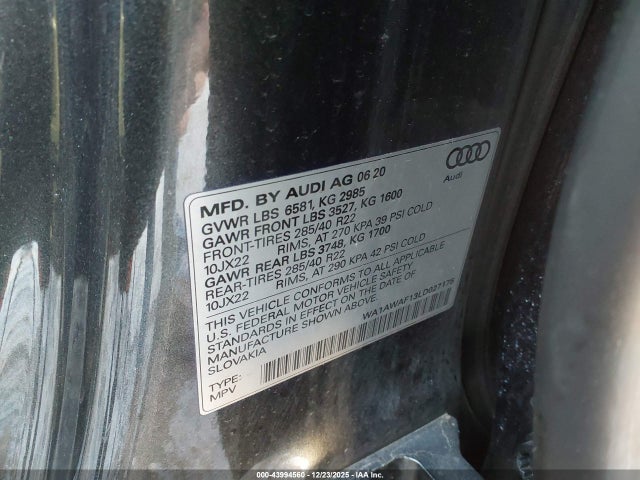 MFD. BY AUDI AG 06 20
Audi
GVWR LBS 6581, KG 2985
GAWR FRONT LBS 3527, KG 1600
FRONT-TIRES 285/40 R22
10JX22 RIMS, AT 270 KPA 39 PSI COLD
GAWR REAR LBS 3748, KG 1700
REAR-TIRES 285/40 R22
10JX22 RIMS, AT 290 KPA 42 PSI COLD
THIS VEHICLE CONFORMS TO ALL APPLICABLE
U.S. FEDERAL MOTOR VEHICLE SAFETY
STANDARDS IN EFFECT ON THE DATE OF
MANUFACTURE SHOWN ABOVE.
SLOVAKIA
WA1AWAF13LD027175
TYPE:
MPV
000-43994560 - 12/23/2025 - IAA Inc.